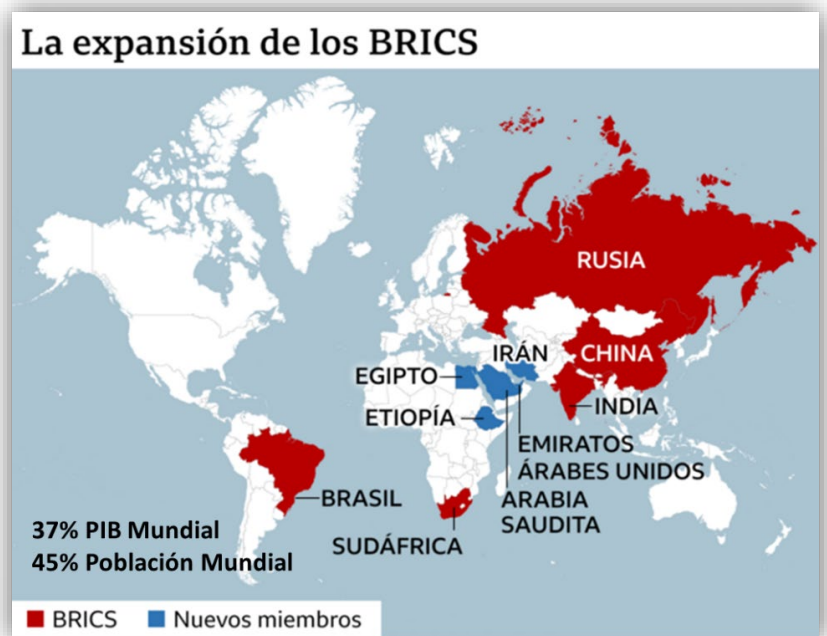 La expansión de los BRICS
RUSIA
IRÁN
CHINA
EGIPTO
INDIA
ETIOPÍA
EMIRATOS
ÁRABES UNIDOS
BRASIL
ARABIA
SAUDITA
SUDÁFRICA
37% PIB Mundial
45% Población Mundial
BRICS
Nuevos miembros